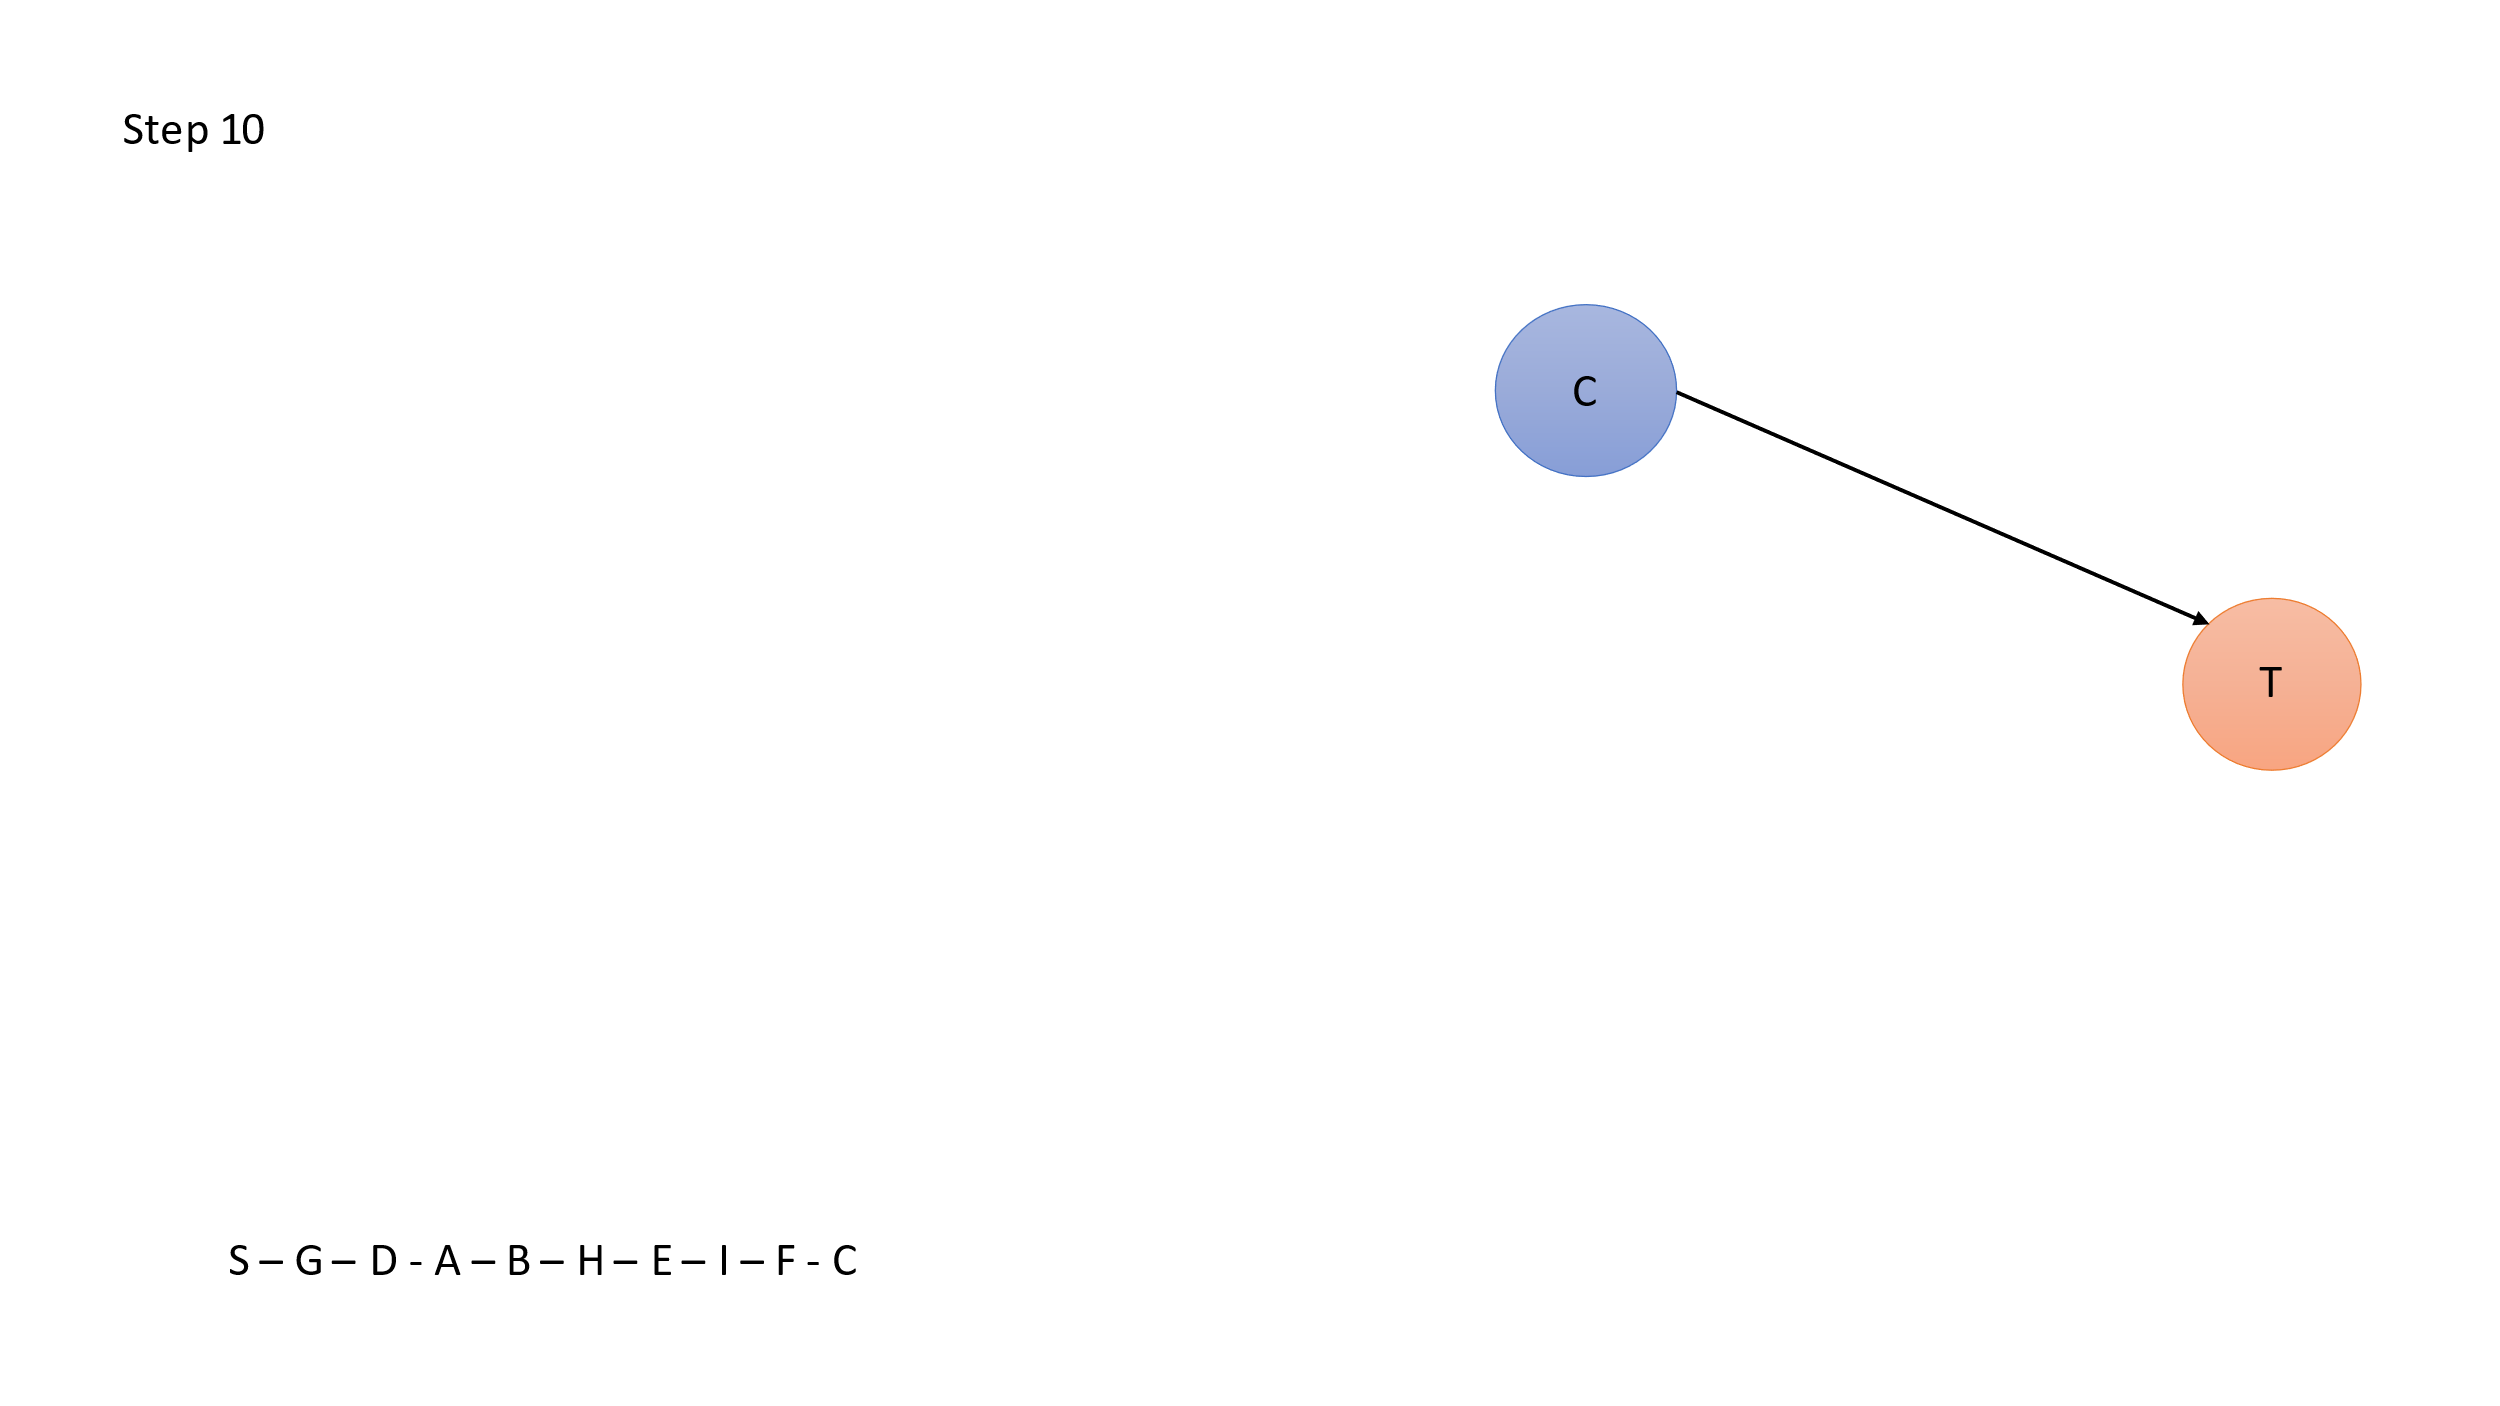 Step 10
C
T
S – G – D - A – B – H – E – I – F - C